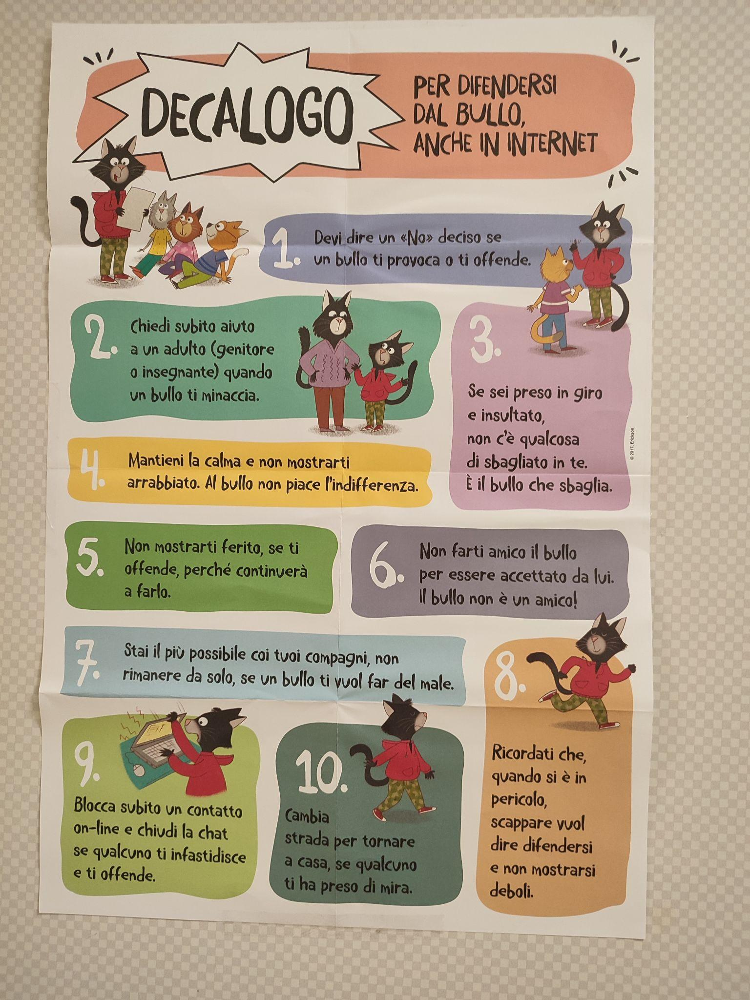 DECALOGO
PER DIFENDERSI
DAL BULLO,
ANCHE IN INTERNET
1. Devi dire un «No» deciso se
un bullo ti provoca o ti offende.
2. Chiedi subito aiuto
a un adulto (genitore
o insegnante) quando
un bullo ti minaccia.
3.
Se sei preso in giro
e insultato,
non c'è qualcosa
di sbagliato in te.
È il bullo che sbaglia.
© 2017, Erickson
4. Mantieni la calma e non mostrarti
arrabbiato. Al bullo non piace l'indifferenza.
5. Non mostrarti ferito, se ti
offende, perché continuerà
a farlo.
6. Non farti amico il bullo
per essere accettato da lui.
Il bullo non è un amico!
7. Stai il più possibile coi tuoi compagni, non
rimanere da solo, se un bullo ti vuol far del male.
8.
Ricordati che,
quando si è in
pericolo,
scappare vuol
dire difendersi
e non mostrarsi
deboli.
9.
Blocca subito un contatto
on-line e chiudi la chat
se qualcuno ti infastidisce
e ti offende.
10.
Cambia
strada per tornare
a casa, se qualcuno
ti ha preso di mira.